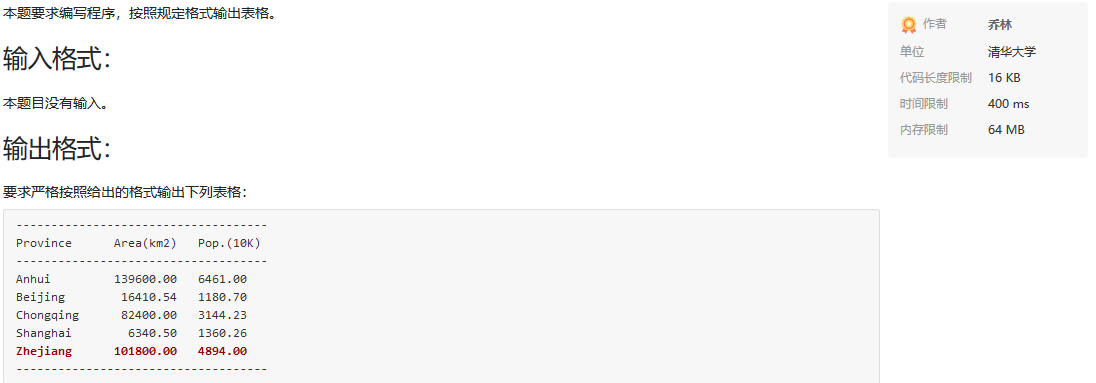 本题要求编写程序，按照规定格式输出表格。
输入格式：
本题目没有输入。
输出格式：
要求严格按照给出的格式输出下列表格：
------------------------------------
Province      Area(km2)   Pop.(10K)
------------------------------------
Anhui         139600.00   6461.00
Beijing        16410.54   1180.70
Chongqing      82400.00   3144.23
Shanghai        6340.50   1360.26
Zhejiang      101800.00   4894.00
------------------------------------
作者 乔林
单位 清华大学
代码长度限制 16 KB
时间限制 400 ms
内存限制 64 MB